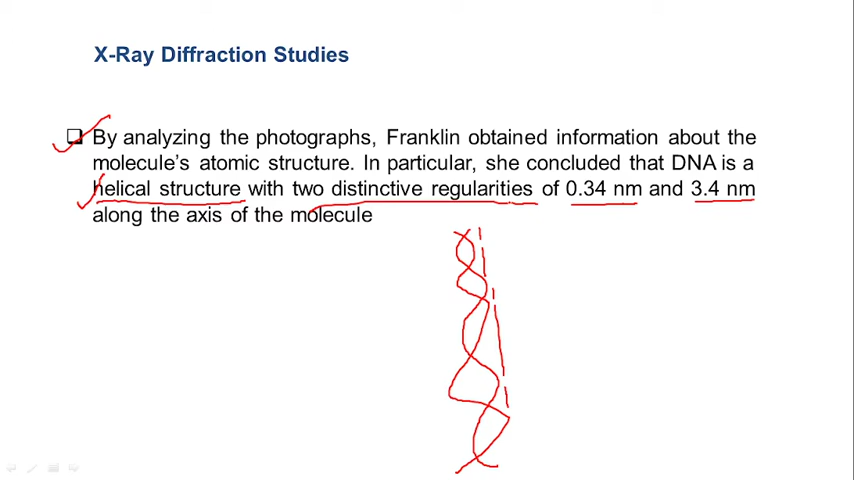 X-Ray Diffraction Studies
By analyzing the photographs, Franklin obtained information about the
molecule's atomic structure. In particular, she concluded that DNA is a
helical structure with two distinctive regularities of 0.34 nm and 3.4 nm
along the axis of the molecule